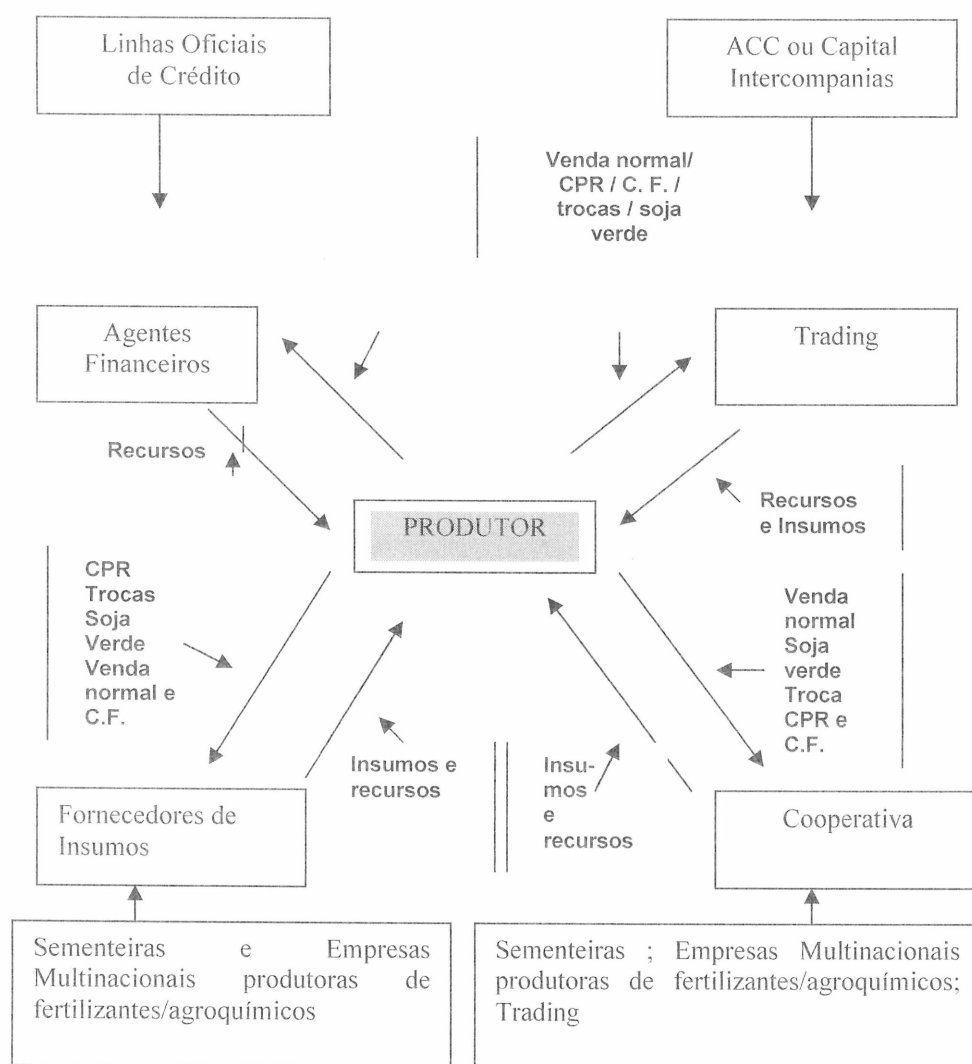 Linhas Oficiais
de Crédito
ACC ou Capital
Intercompanias
Venda normal/
CPR / C. F. /
trocas / soja
verde
Agentes
Financeiros
Trading
Recursos
Recursos
e Insumos
PRODUTOR
CPR
Trocas
Soja
Verde
Venda
normal e
C.F.
Venda
normal
Soja
verde
Troca
CPR e
C.F.
Insumos e
recursos
Insu-
mos
e
recursos
Fornecedores de
Insumos
Cooperativa
Sementeiras e Empresas
Multinacionais produtoras de
fertilizantes/agroquímicos
Sementeiras ; Empresas Multinacionais
produtoras de fertilizantes/agroquímicos;
Trading